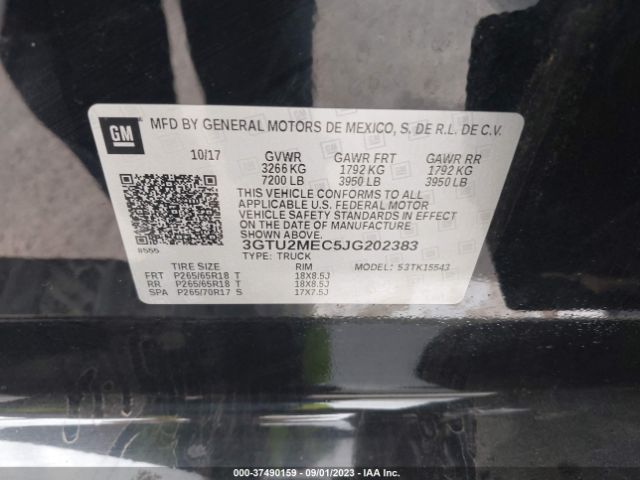 GM MFD BY GENERAL MOTORS DE MEXICO, S. DE R.L. DE C.V.
10/17 GVWR GAWR FRT GAWR RR
3266 KG 1792 KG 1792 KG
7200 LB 3950 LB 3950 LB
THIS VEHICLE CONFORMS TO ALL
APPLICABLE U.S. FEDERAL MOTOR
VEHICLE SAFETY STANDARDS IN EFFECT
ON THE DATE OF MANUFACTURE
SHOWN ABOVE.
8555 3GTU2MEC5JG202383
TYPE: TRUCK MODEL: 53TK15543
TIRE SIZE RIM
FRT P265/65R18 T 18X8.5J
RR P265/65R18 T 18X8.5J
SPA P265/70R17 S 17X7.5J
© - 37490159 - 09/01/2023 - IAA Inc.